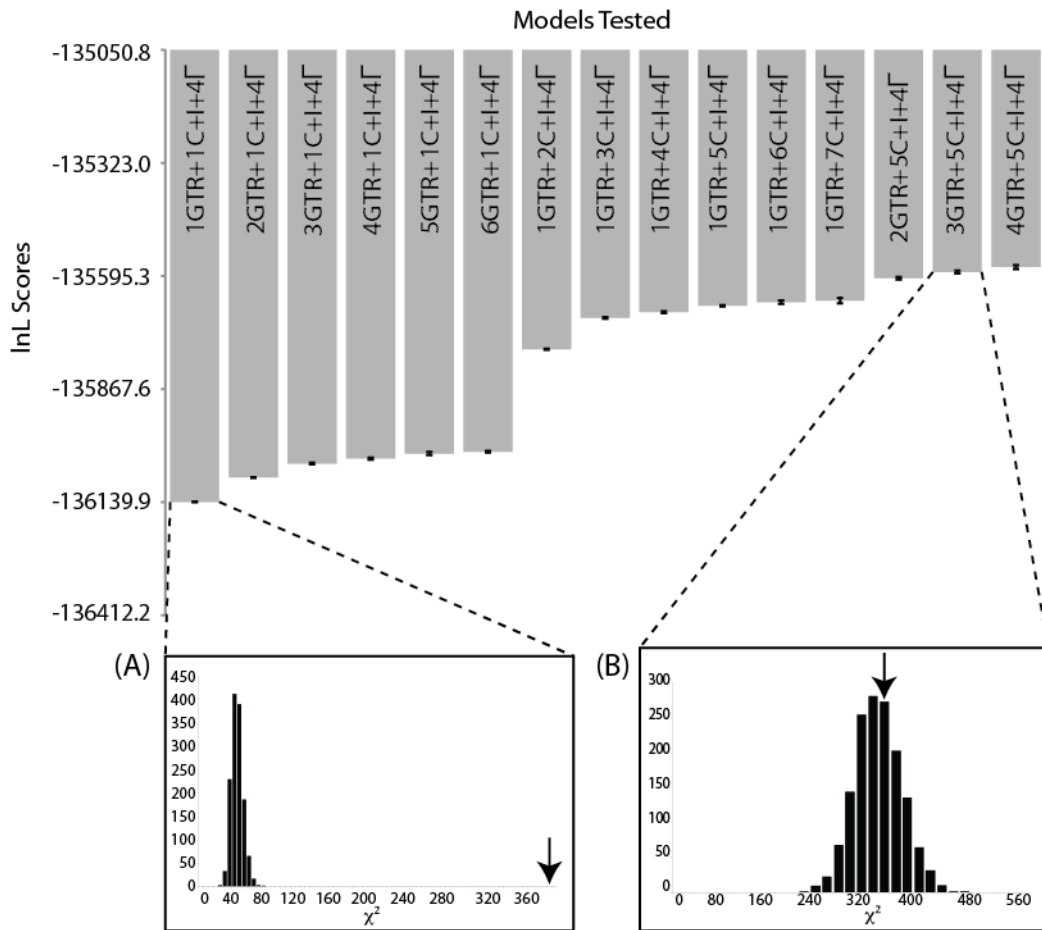 Models Tested
lnL Scores
-135050.8
-135323.0
-135595.3
-135867.6
-136139.9
-136412.2
1GTR+1C+I+4Γ
2GTR+1C+I+4Γ
3GTR+1C+I+4Γ
4GTR+1C+I+4Γ
5GTR+1C+I+4Γ
6GTR+1C+I+4Γ
1GTR+2C+I+4Γ
1GTR+3C+I+4Γ
1GTR+4C+I+4Γ
1GTR+5C+I+4Γ
1GTR+6C+I+4Γ
1GTR+7C+I+4Γ
2GTR+5C+I+4Γ
3GTR+5C+I+4Γ
4GTR+5C+I+4Γ
(A)
450
400
350
300
250
200
150
100
50
0
0 40 80 120 160 200 240 280 320 360
χ²
(B)
300
250
200
150
100
50
0
0 80 160 240 320 400 480 560
χ²